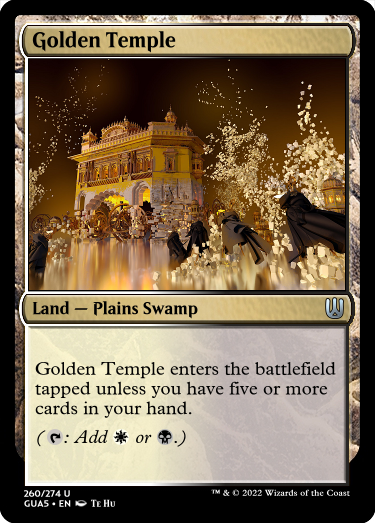 Golden Temple
Land — Plains Swamp
Golden Temple enters the battlefield
tapped unless you have five or more
cards in your hand.
(: Add or .)
260/274 U
GUA5 • EN Te Hu
™ & © 2022 Wizards of the Coast